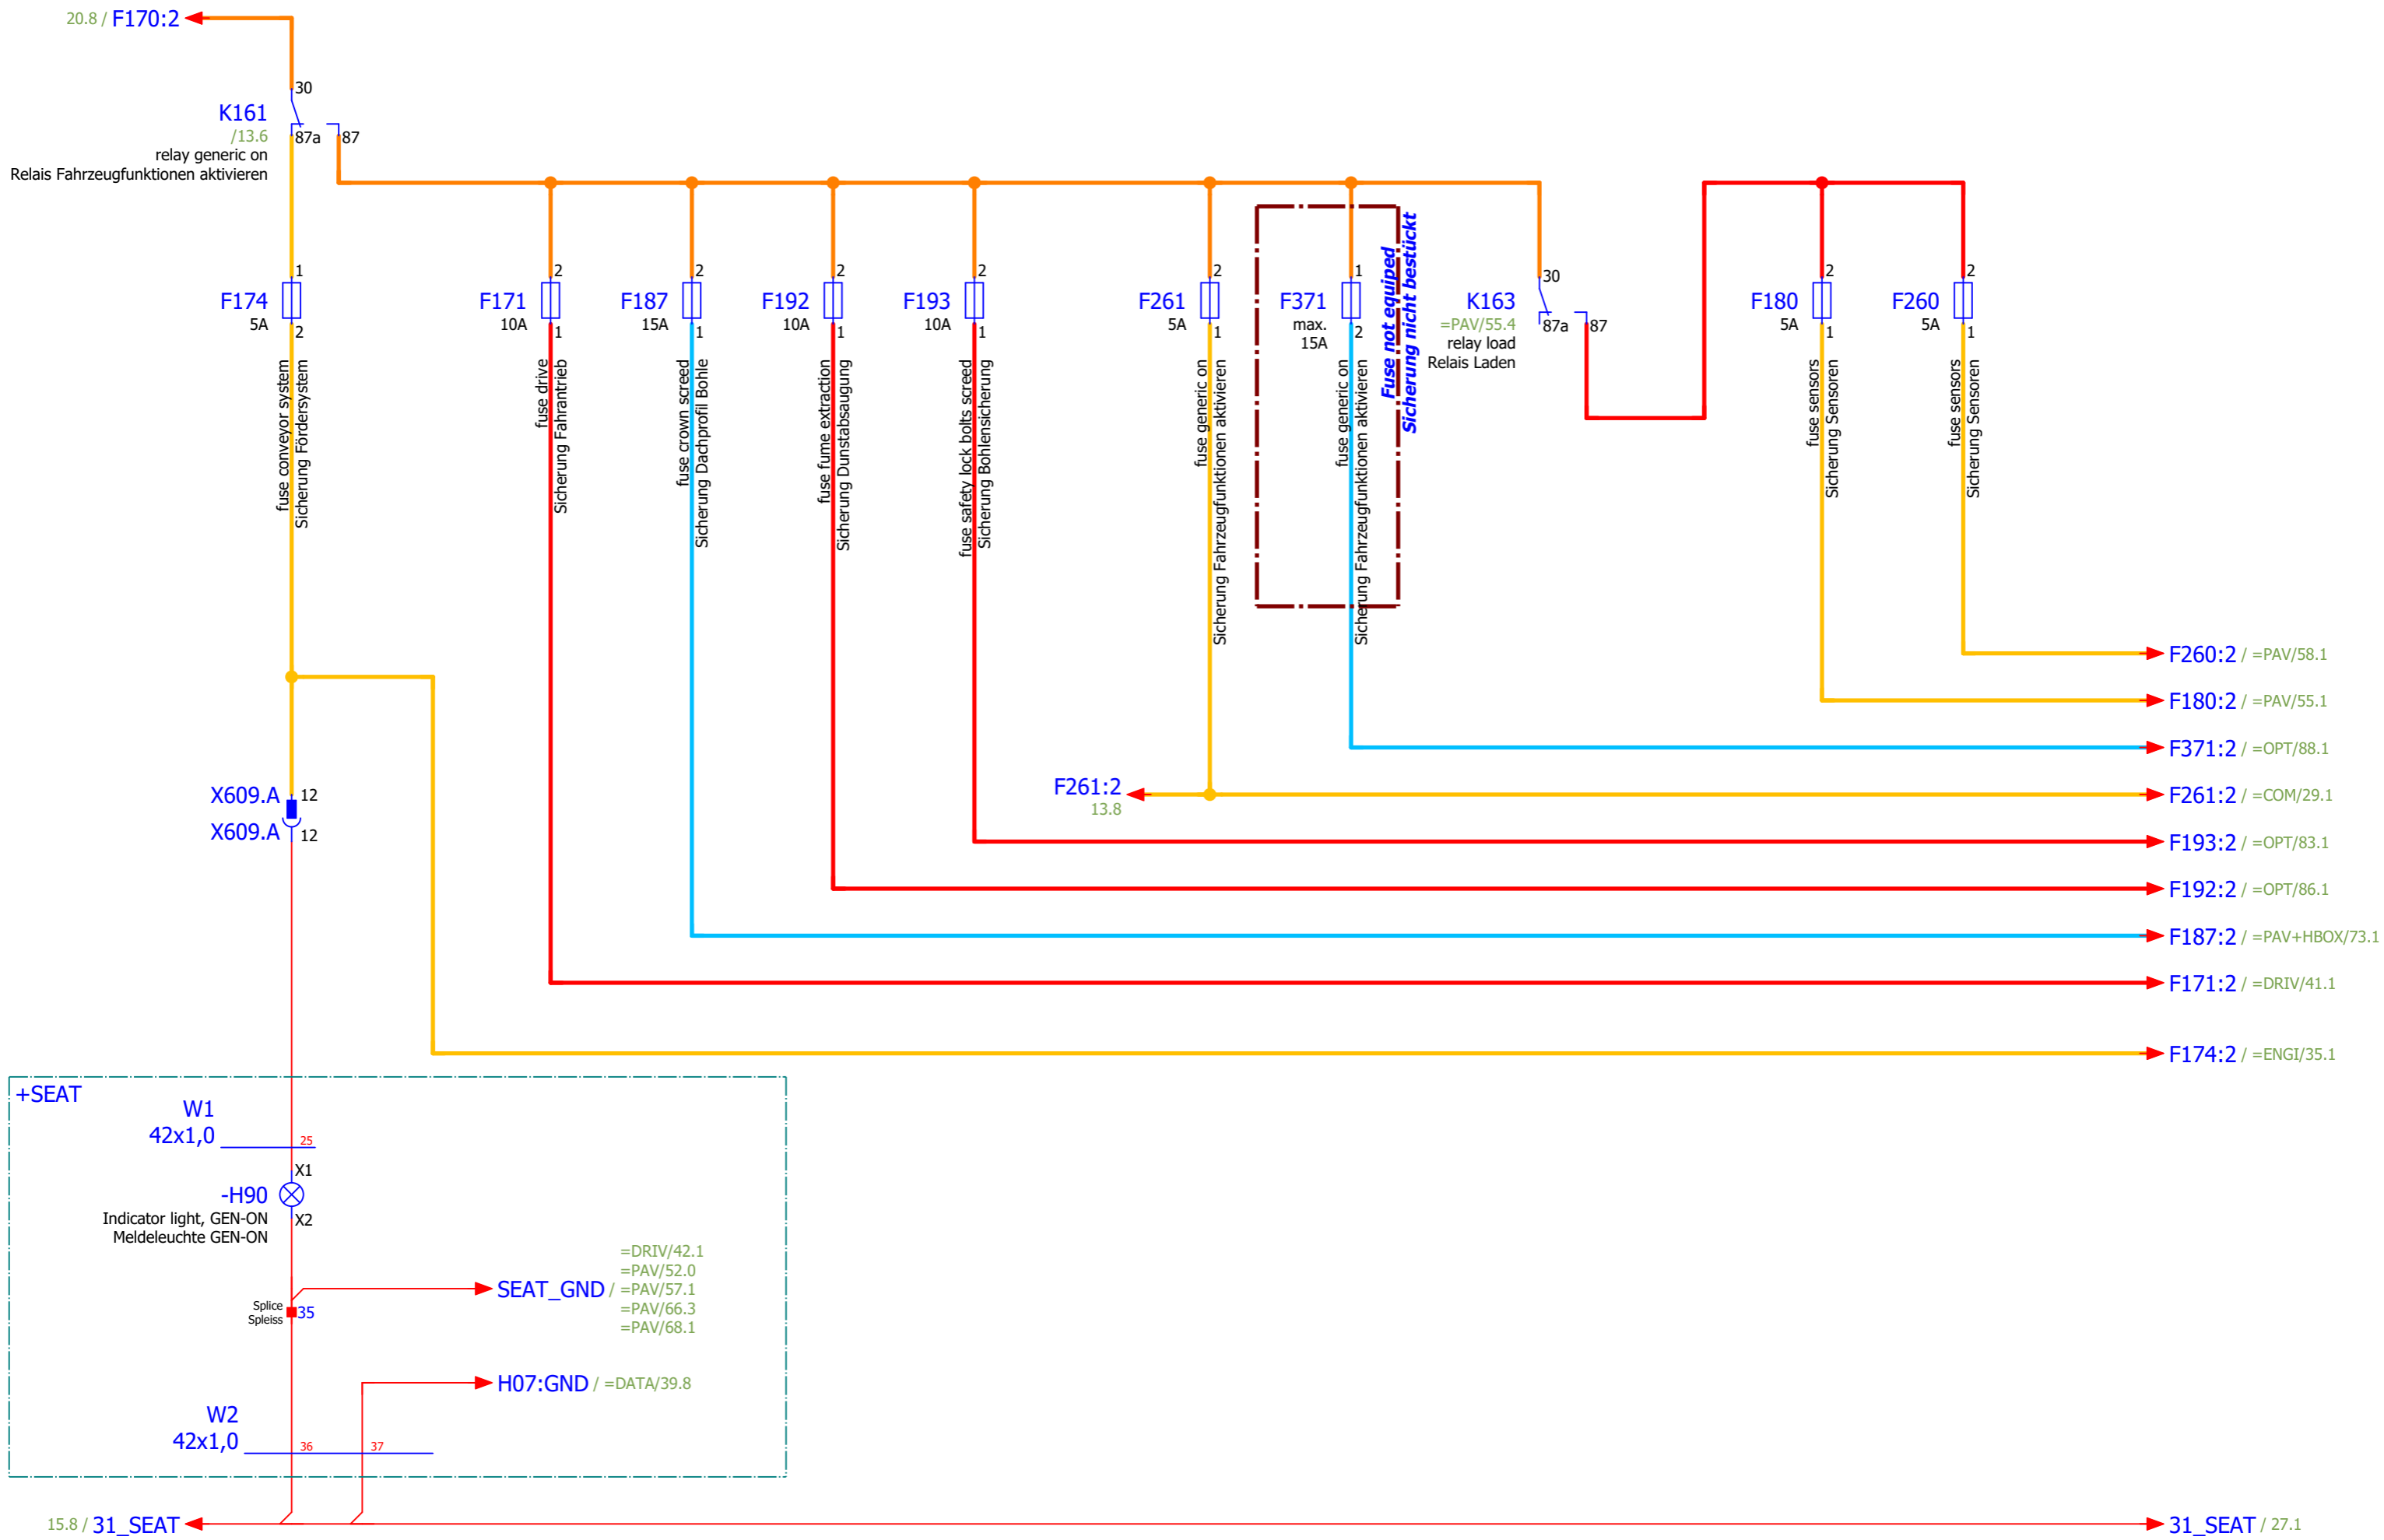 20.8 / F170:2
30
K161
/13.6
87a
87
relay generic on
Relais Fahrzeugfunktionen aktivieren
1
F174
5A
2
fuse conveyor system
Sicherung Fördersystem
2
F171
10A
1
fuse drive
Sicherung Fahrantrieb
2
F187
15A
1
fuse crown screed
Sicherung Dachprofil Bohle
2
F192
10A
1
fuse fume extraction
Sicherung Dunstabsaugung
2
F193
10A
1
fuse safety lock bolts screed
Sicherung Bohlensicherung
2
F261
5A
1
fuse generic on
Sicherung Fahrzeugfunktionen aktivieren
1
F371
max.
15A
2
fuse generic on
Sicherung Fahrzeugfunktionen aktivieren
Fuse not equiped
Sicherung nicht bestückt
30
K163
=PAV/55.4
87a
87
relay load
Relais Laden
2
F180
5A
1
fuse sensors
Sicherung Sensoren
2
F260
5A
1
fuse sensors
Sicherung Sensoren
F260:2 / =PAV/58.1
F180:2 / =PAV/55.1
F371:2 / =OPT/88.1
F261:2
13.8
F261:2 / =COM/29.1
F193:2 / =OPT/83.1
F192:2 / =OPT/86.1
F187:2 / =PAV+HBOX/73.1
F171:2 / =DRIV/41.1
F174:2 / =ENGI/35.1
X609.A 12
X609.A 12
+SEAT
W1
42x1,0
25
X1
-H90
X2
Indicator light, GEN-ON
Meldeleuchte GEN-ON
=DRIV/42.1
=PAV/52.0
SEAT_GND / =PAV/57.1
=PAV/66.3
=PAV/68.1
Splice
Spleiss
35
H07:GND / =DATA/39.8
W2
42x1,0
36
37
15.8 / 31_SEAT
31_SEAT / 27.1